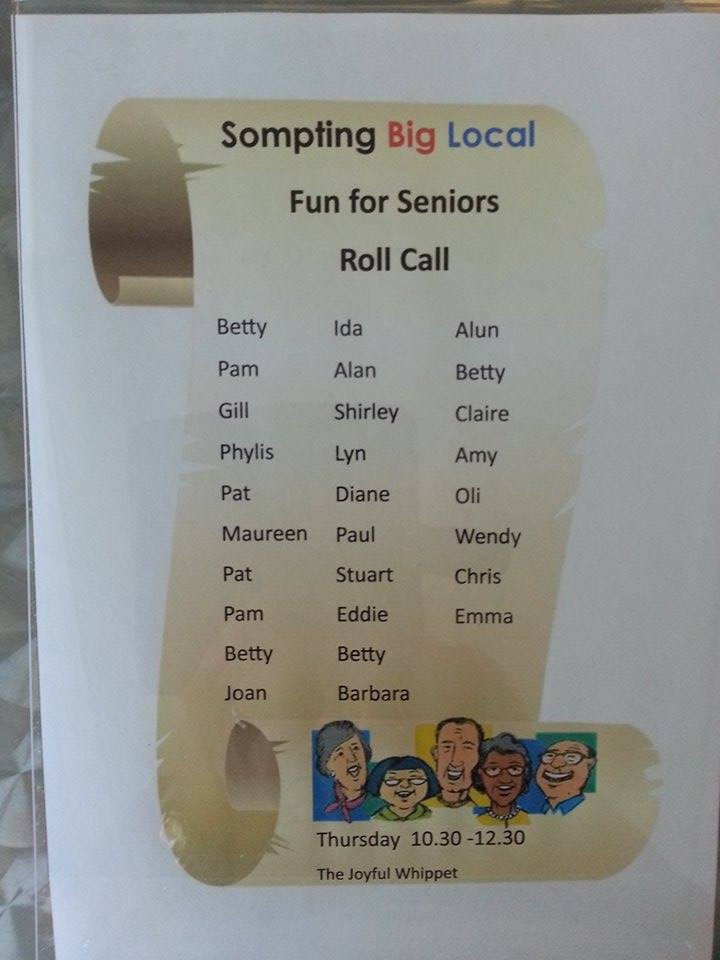 Sompting Big Local
Fun for Seniors
Roll Call
Betty Ida Alun
Pam Alan Betty
Gill Shirley Claire
Phylis Lyn Amy
Pat Diane Oli
Maureen Paul Wendy
Pat Stuart Chris
Pam Eddie Emma
Betty Betty
Joan Barbara
Thursday 10.30 -12.30
The Joyful Whippet